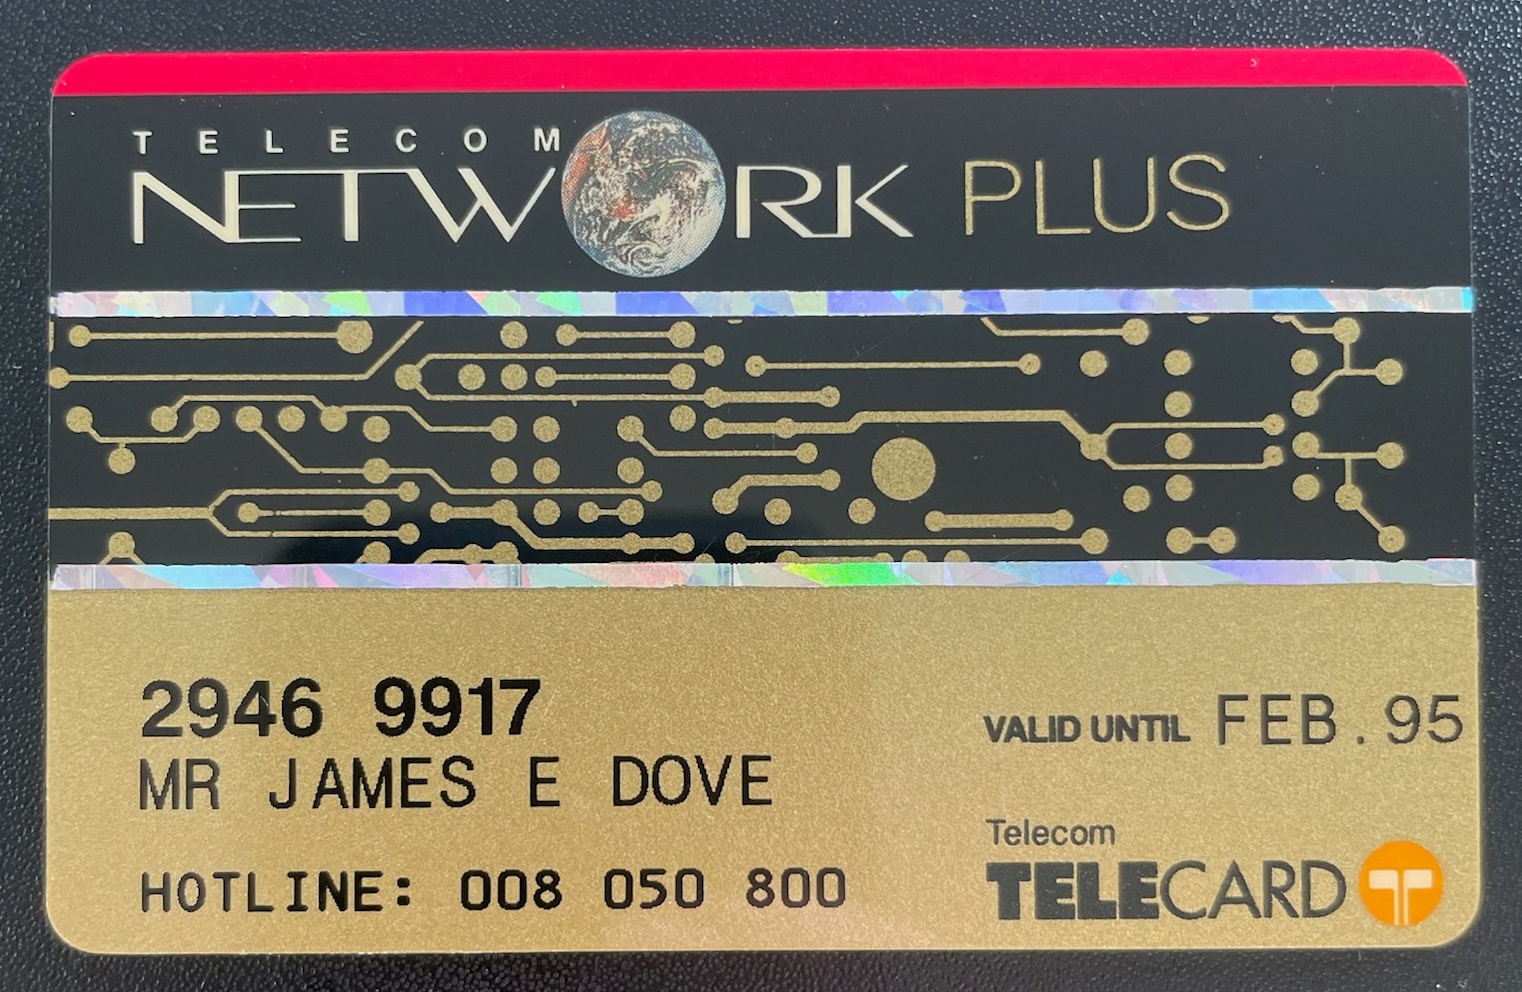 TELECOM
NETWORK PLUS
2946 9917
VALID UNTIL FEB.95
MR JAMES E DOVE
Telecom
HOTLINE: 008 050 800
TELECARD T